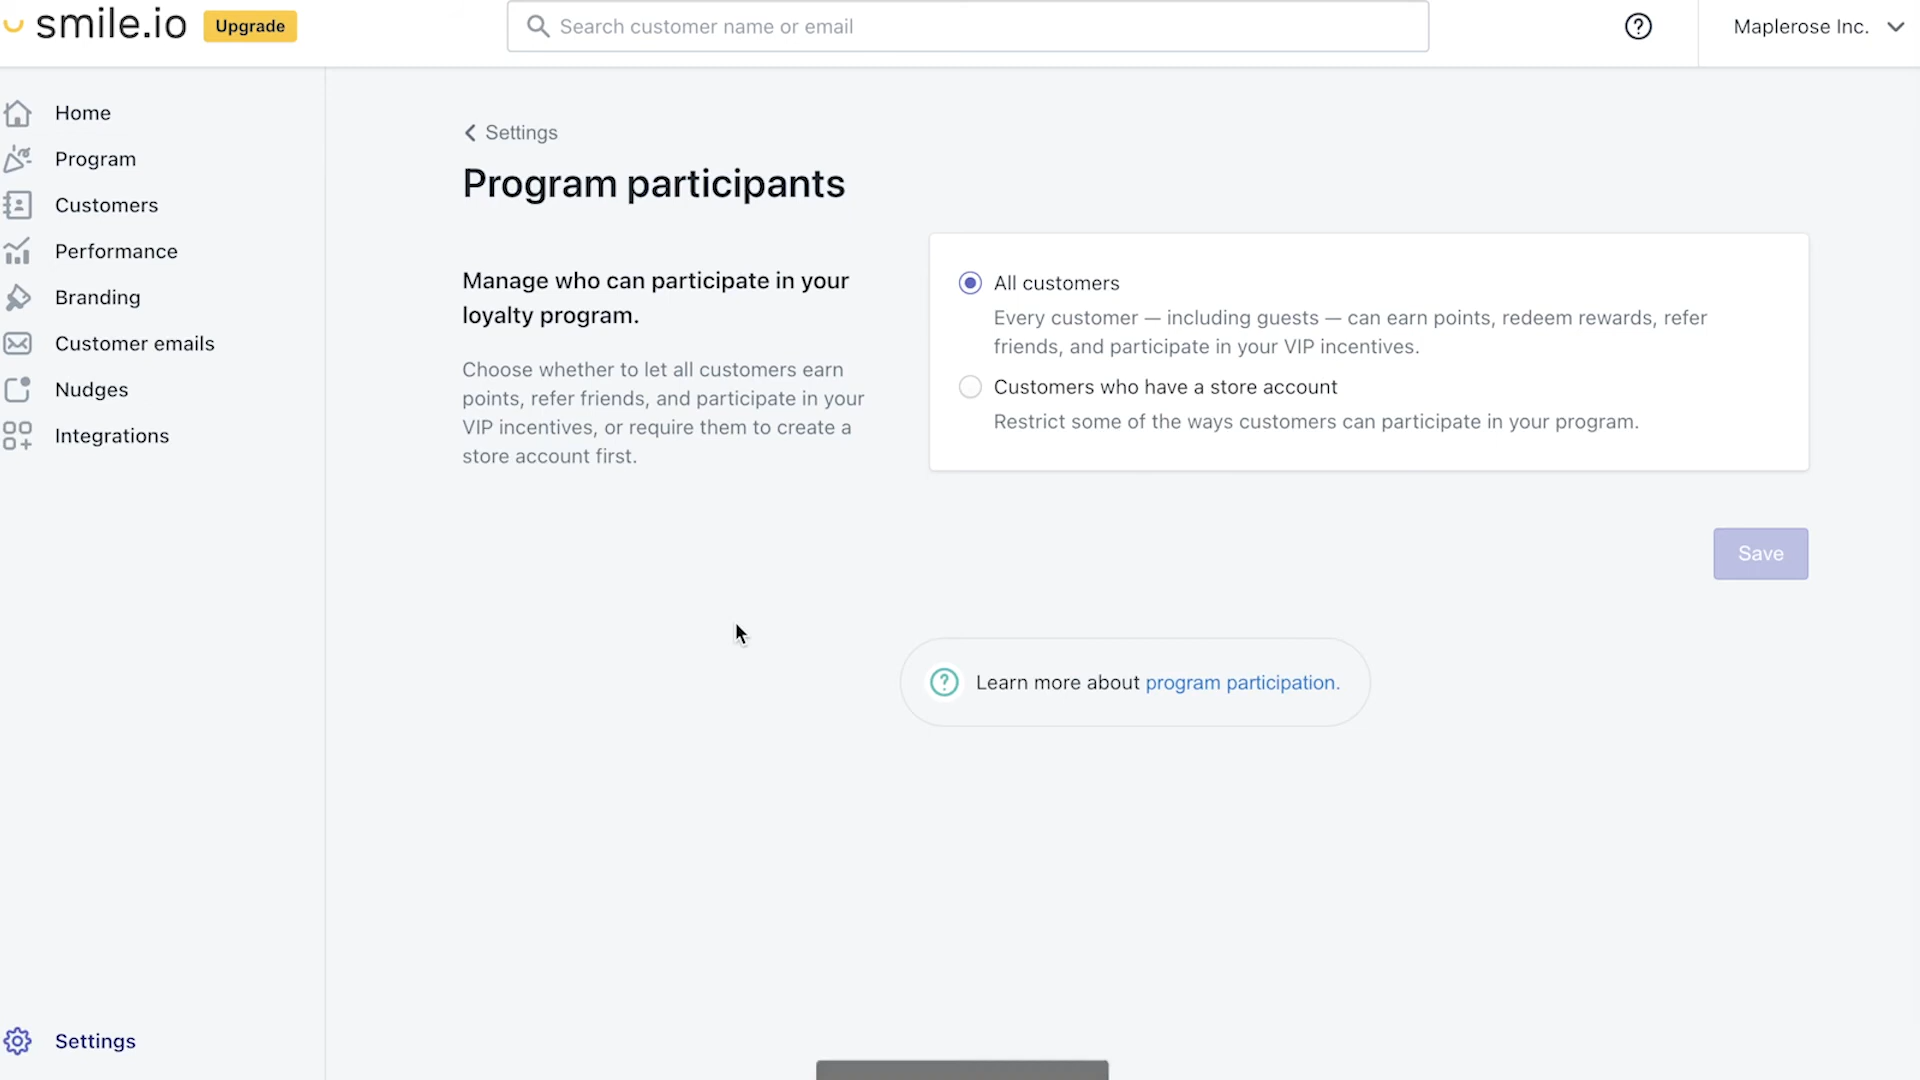 smile.io
Upgrade
Search customer name or email
Maplerose Inc.
Home
Program
Customers
Performance
Branding
Customer emails
Nudges
Integrations
Settings
Settings
Program participants
Manage who can participate in your
loyalty program.
Choose whether to let all customers earn
points, refer friends, and participate in your
VIP incentives, or require them to create a
store account first.
All customers
Every customer — including guests — can earn points, redeem rewards, refer
friends, and participate in your VIP incentives.
Customers who have a store account
Restrict some of the ways customers can participate in your program.
Save
Learn more about program participation.